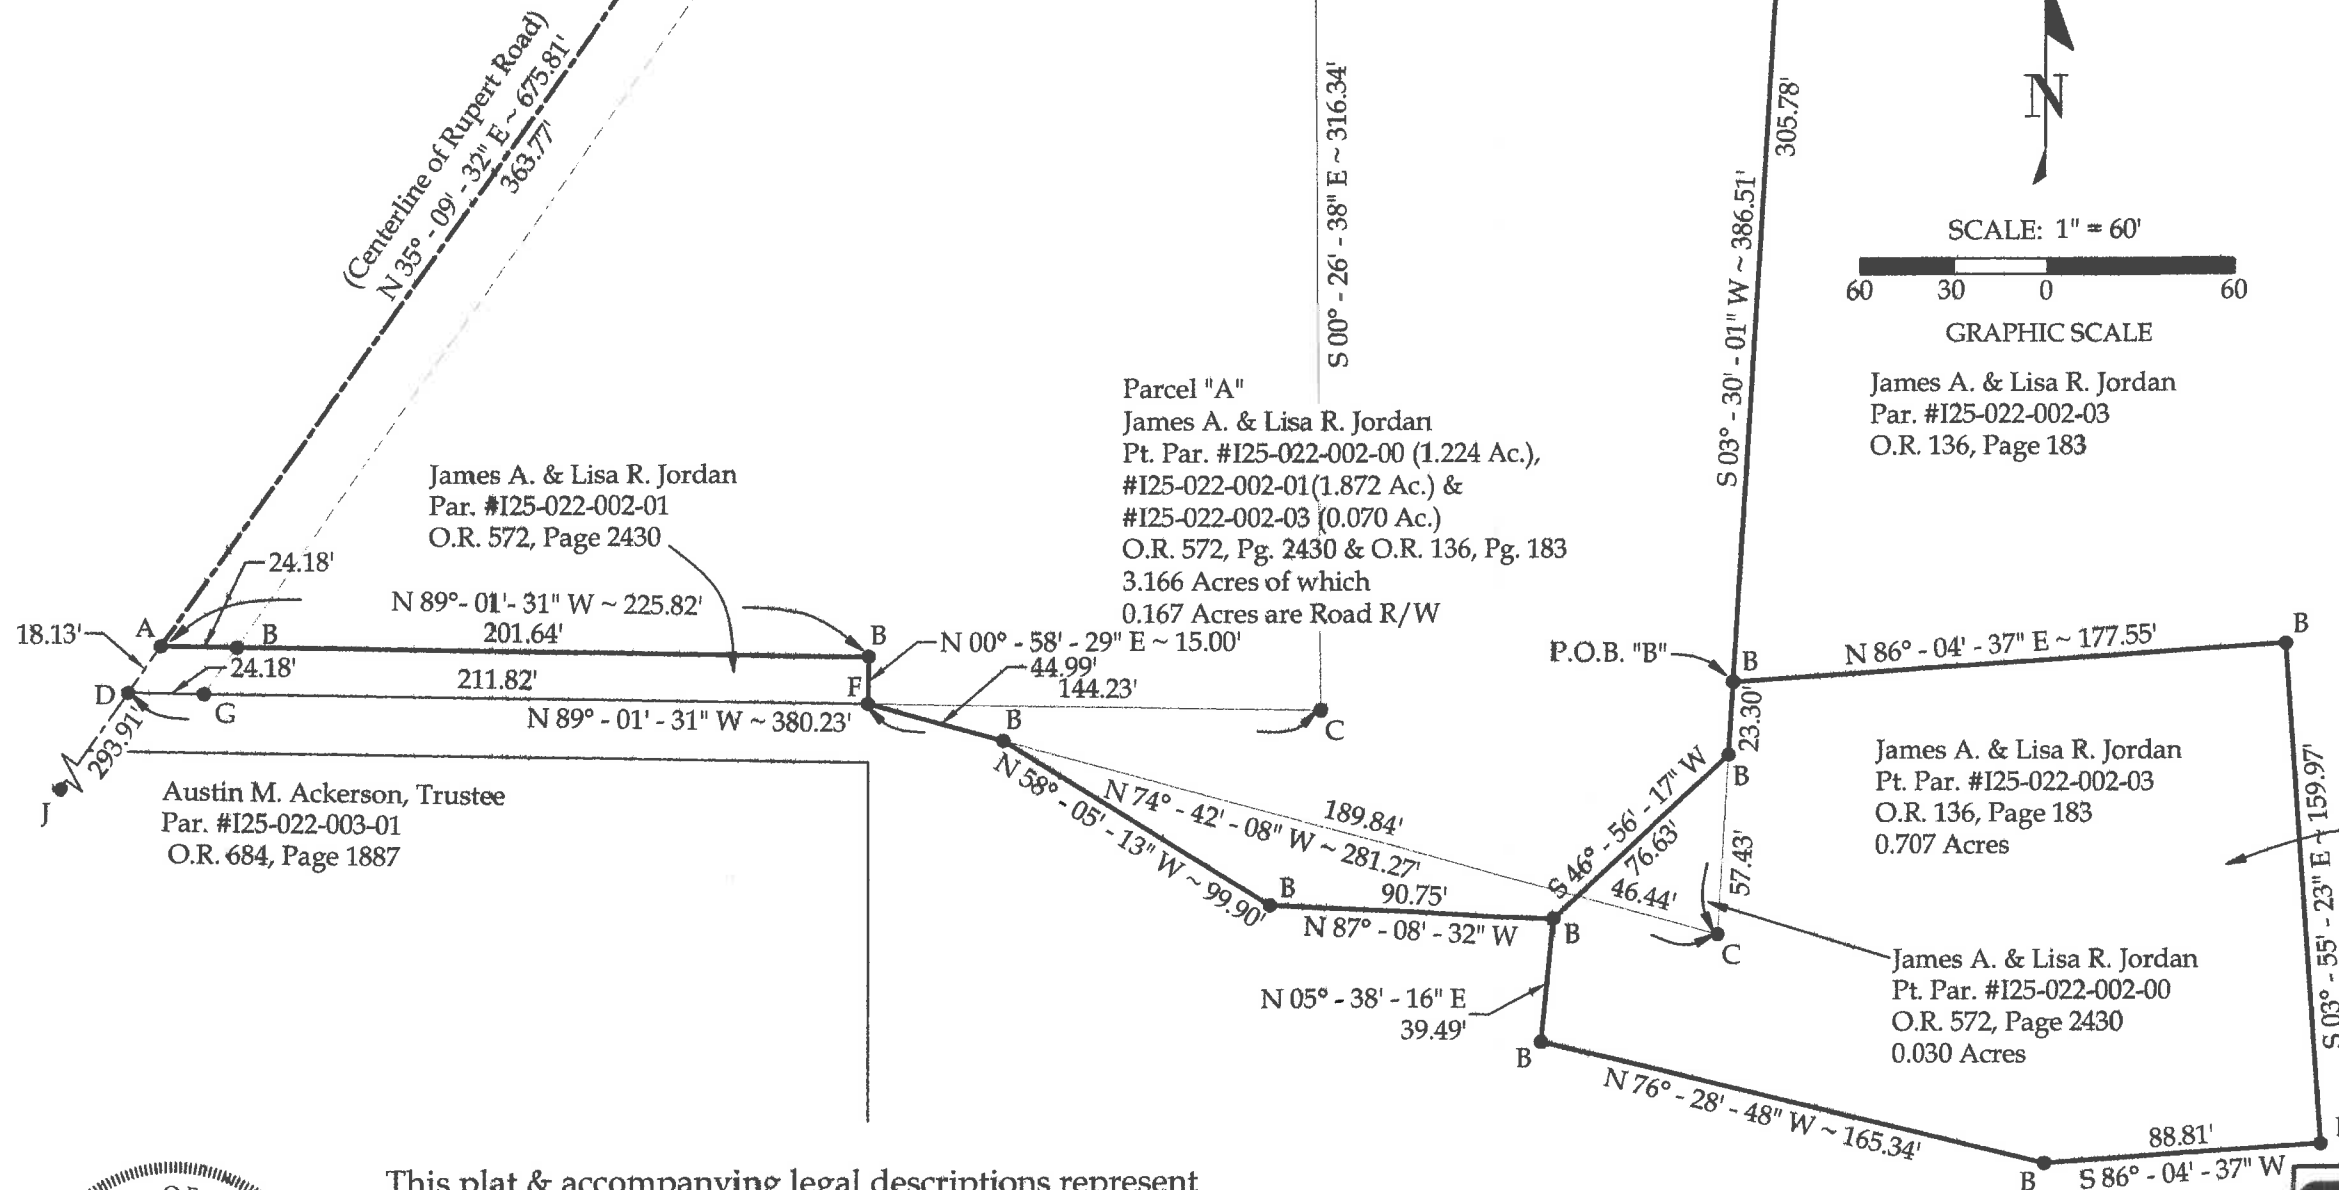 (Centerline of Rupert Road)
N 35° - 09' - 32" E ~ 675.81'
363.77'
S 00° - 26' - 38" E ~ 316.34'
305.78'
S 03° - 30' - 01" W ~ 386.51'
N
SCALE: 1" = 60'
60 30 0 60
GRAPHIC SCALE
James A. & Lisa R. Jordan
Par. #I25-022-002-03
O.R. 136, Page 183
Parcel "A"
James A. & Lisa R. Jordan
Pt. Par. #I25-022-002-00 (1.224 Ac.),
#I25-022-002-01(1.872 Ac.) &
#I25-022-002-03 (0.070 Ac.)
O.R. 572, Pg. 2430 & O.R. 136, Pg. 183
3.166 Acres of which
0.167 Acres are Road R/W
James A. & Lisa R. Jordan
Par. #I25-022-002-01
O.R. 572, Page 2430
24.18'
N 89°- 01'- 31" W ~ 225.82'
201.64'
18.13'
A
B
B
N 00° - 58' - 29" E ~ 15.00'
44.99'
144.23'
24.18'
211.82'
D
G
F
N 89° - 01' - 31" W ~ 380.23'
B
C
293.91'
J
Austin M. Ackerson, Trustee
Par. #I25-022-003-01
O.R. 684, Page 1887
P.O.B. "B"
B
N 86° - 04' - 37" E ~ 177.55'
B
23.30'
B
N 58° - 05' - 13" W ~ 99.90'
189.84'
N 74° - 42' - 08" W ~ 281.27'
S 46° - 56' - 17" W
76.63'
46.44'
57.43'
B
90.75'
N 87° - 08' - 32" W
B
C
James A. & Lisa R. Jordan
Pt. Par. #I25-022-002-03
O.R. 136, Page 183
0.707 Acres
S 03° - 55' - 23" E ~ 159.97'
James A. & Lisa R. Jordan
Pt. Par. #I25-022-002-00
O.R. 572, Page 2430
0.030 Acres
N 05° - 38' - 16" E
39.49'
B
N 76° - 28' - 48" W ~ 165.34'
88.81'
B
S 86° - 04' - 37" W
This plat & accompanying legal descriptions represent
OF